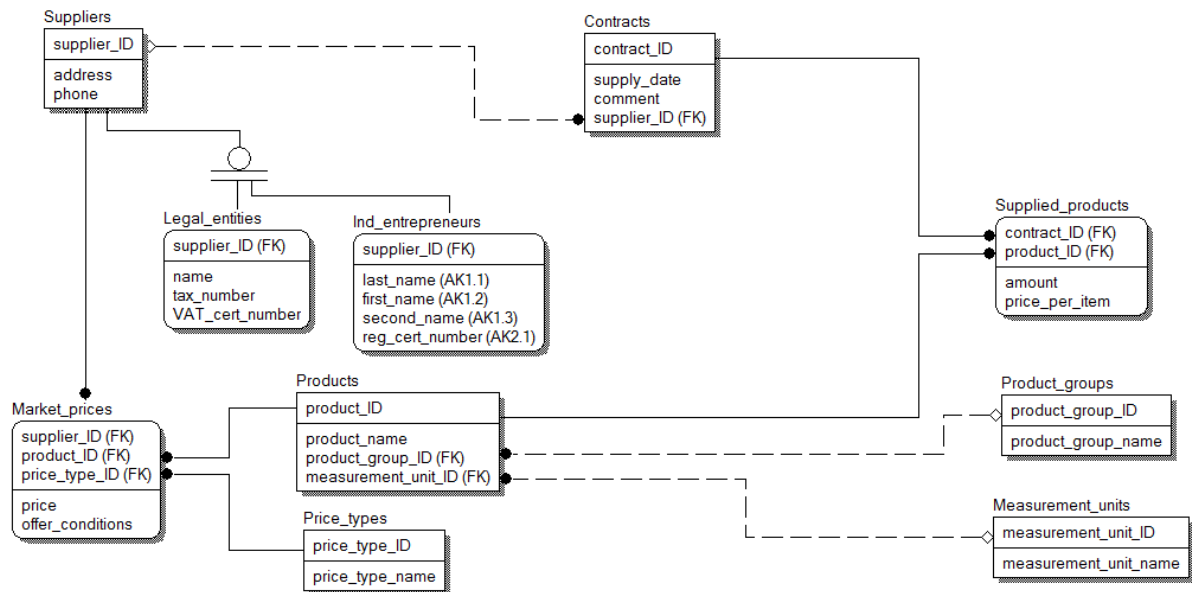 Suppliers
supplier_ID
address
phone
Contracts
contract_ID
supply_date
comment
supplier_ID (FK)
Legal_entities
supplier_ID (FK)
name
tax_number
VAT_cert_number
Ind_entrepreneurs
supplier_ID (FK)
last_name (AK1.1)
first_name (AK1.2)
second_name (AK1.3)
reg_cert_number (AK2.1)
Supplied_products
contract_ID (FK)
product_ID (FK)
amount
price_per_item
Market_prices
supplier_ID (FK)
product_ID (FK)
price_type_ID (FK)
price
offer_conditions
Products
product_ID
product_name
product_group_ID (FK)
measurement_unit_ID (FK)
Product_groups
product_group_ID
product_group_name
Price_types
price_type_ID
price_type_name
Measurement_units
measurement_unit_ID
measurement_unit_name